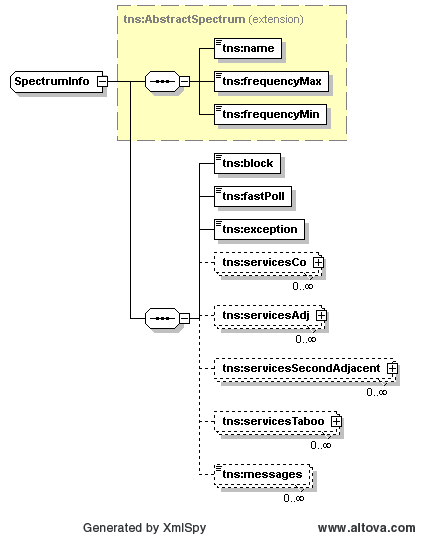 tns:AbstractSpectrum (extension)
tns:name
SpectrumInfo
tns:frequencyMax
tns:frequencyMin
tns:block
tns:fastPoll
tns:exception
tns:servicesCo
0..∞
tns:servicesAdj
0..∞
tns:servicesSecondAdjacent
0..∞
tns:servicesTaboo
0..∞
tns:messages
0..∞
Generated by XmlSpy
www.altova.com